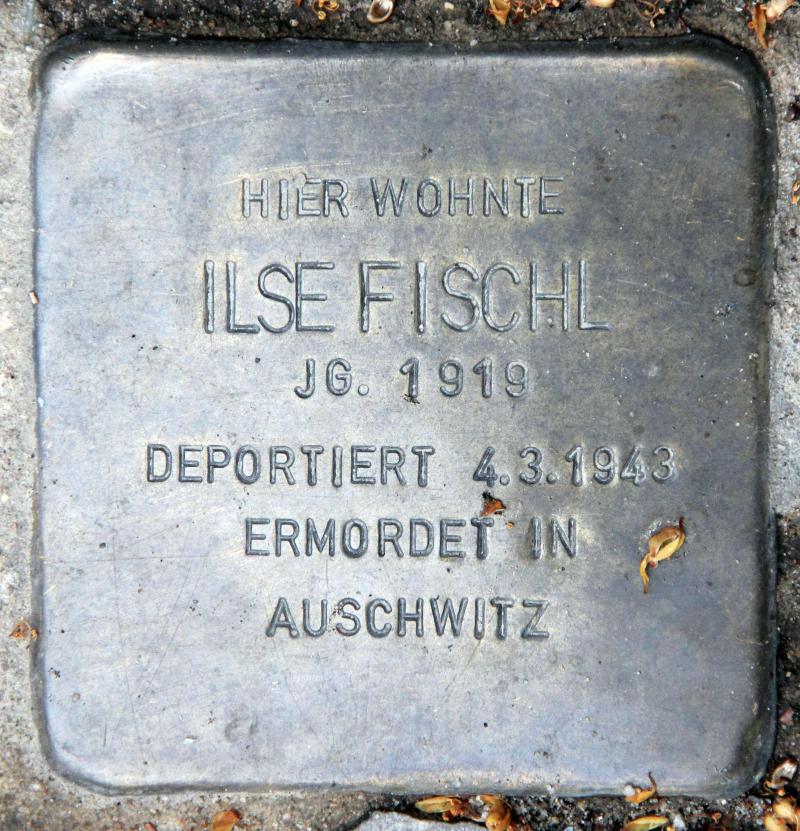 HIER WOHNTE
ILSE FISCHL
JG. 1919
DEPORTIERT 4.3.1943
ERMORDET IN
AUSCHWITZ